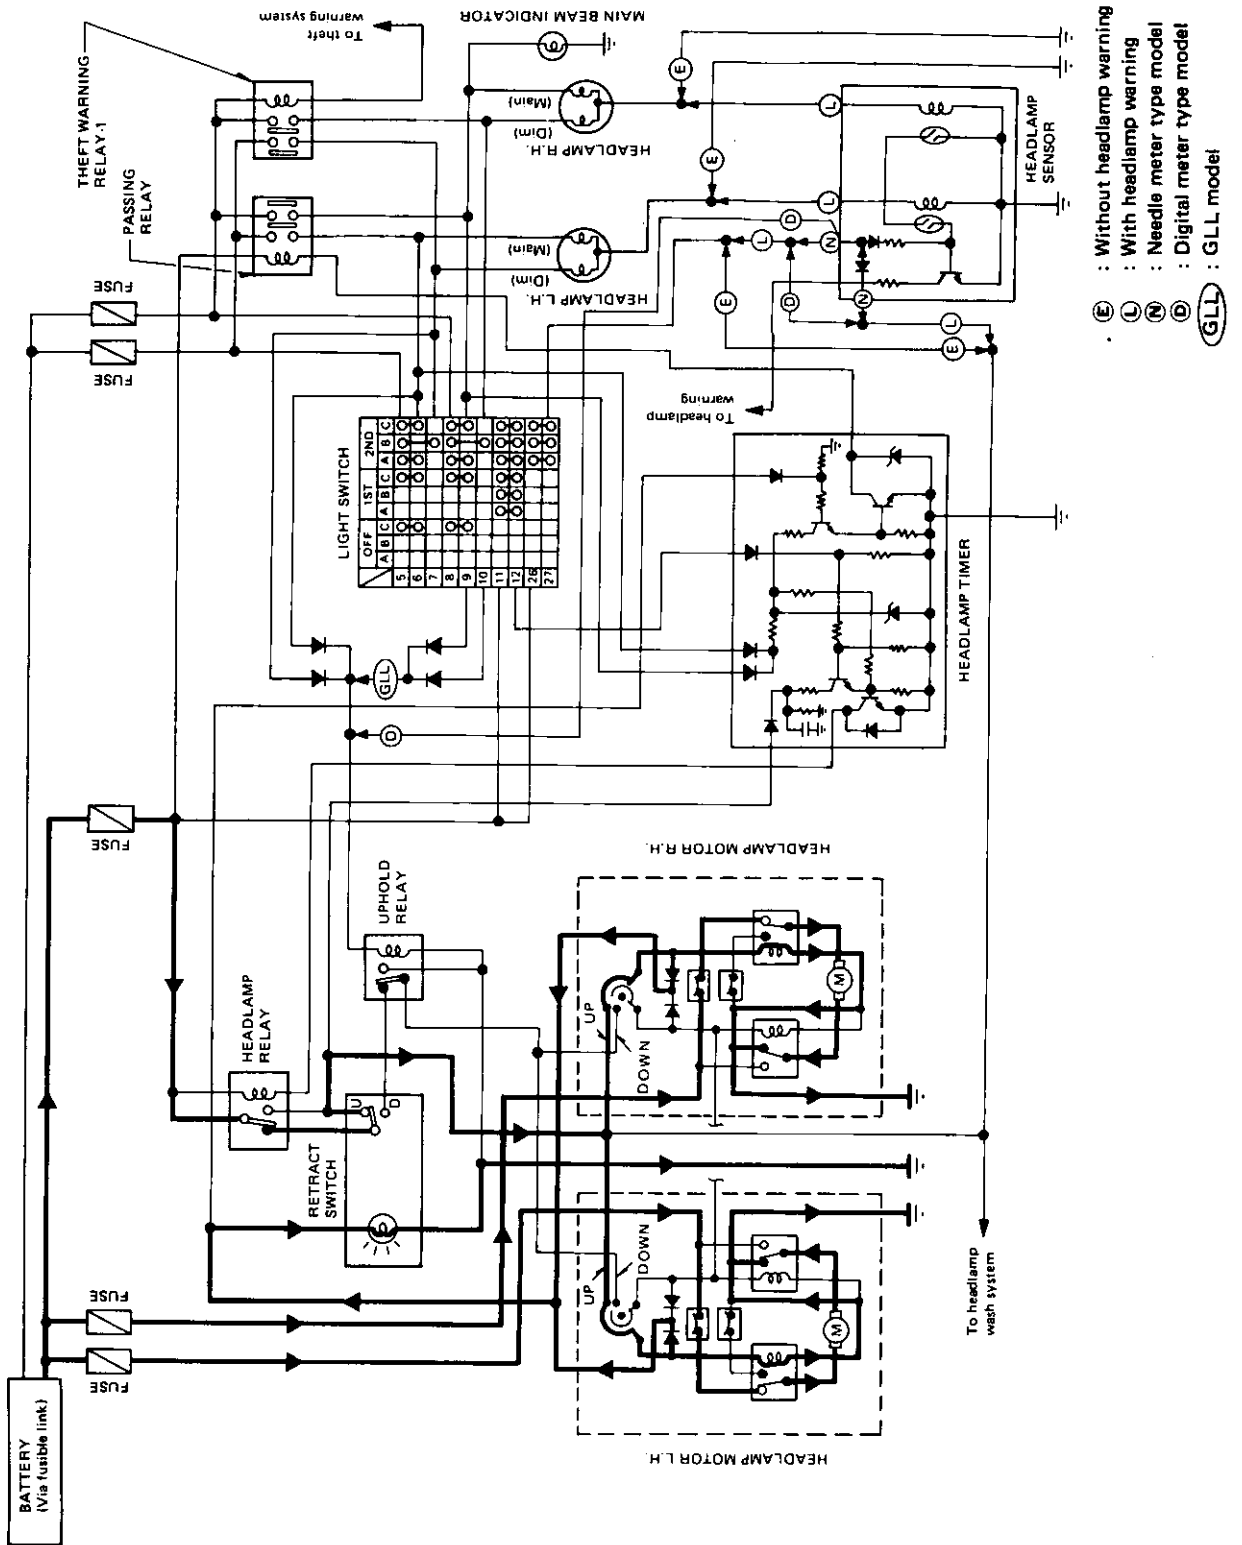 BATTERY
(Via fusible link)
FUSE
FUSE
FUSE
FUSE
FUSE
THEFT WARNING
RELAY-1
PASSING
RELAY
To theft
warning system
MAIN BEAM INDICATOR
(Main)
(Dim)
HEADLAMP R.H.
(Main)
(Dim)
HEADLAMP L.H.
LIGHT SWITCH
OFF 1ST 2ND
A B C A B C A B C
5
6
7
8
9
10
11
12
26
27
GLL
D
HEADLAMP
RELAY
UPHOLD
RELAY
RETRACT
SWITCH
U
D
UP
DOWN
M
HEADLAMP MOTOR R.H.
UP
DOWN
M
HEADLAMP MOTOR L.H.
To headlamp
wash system
HEADLAMP TIMER
To headlamp
warning
E
E
L
L
D
E
L
N
D
N
L
E
HEADLAMP
SENSOR
E : Without headlamp warning
L : With headlamp warning
N : Needle meter type model
D : Digital meter type model
GLL : GLL model